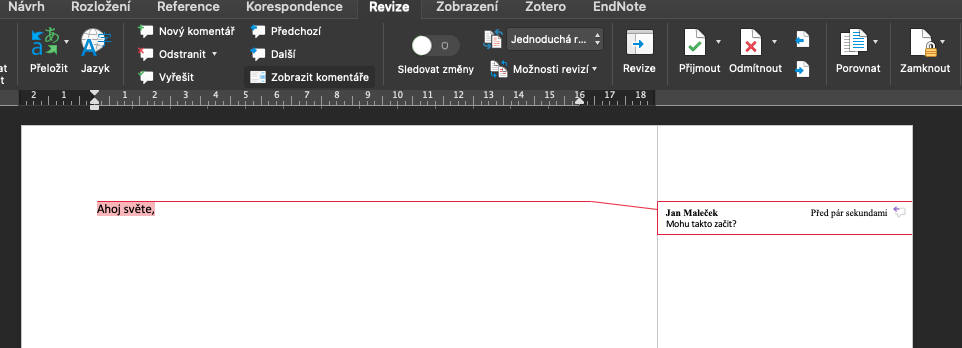 Návrh Rozložení Reference Korespondence Revize Zobrazení Zotero EndNote
Přeložit
Jazyk
Nový komentář
Odstranit
Vyřešit
Předchozí
Další
Zobrazit komentáře
Sledovat změny
Jednoduchá r...
Možnosti revizí
Revize
Přijmout
Odmítnout
Porovnat
Zamknout
2 1 1 2 3 4 5 6 7 8 9 10 11 12 13 14 15 16 17 18
Ahoj světe,
Jan Maleček Před pár sekundami
Mohu takto začit?